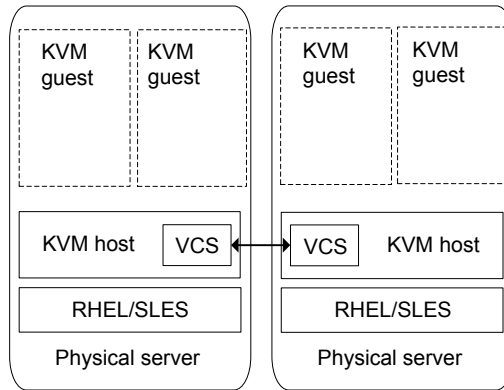 KVM
guest
KVM
guest
KVM host
VCS
RHEL/SLES
Physical server
KVM
guest
KVM
guest
VCS
KVM host
RHEL/SLES
Physical server